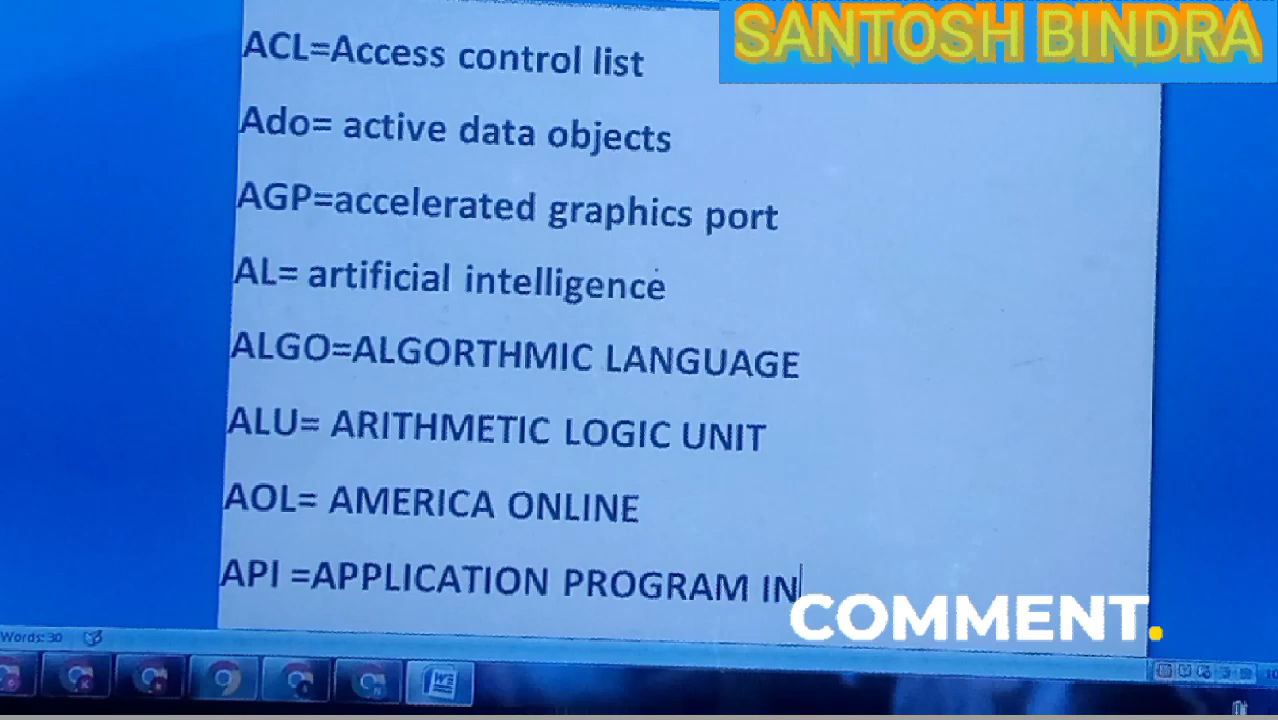 SANTOSH BINDRA
ACL=Access control list
Ado= active data objects
AGP=accelerated graphics port
AL= artificial intelligence
ALGO=ALGORTHMIC LANGUAGE
ALU= ARITHMETIC LOGIC UNIT
AOL= AMERICA ONLINE
API =APPLICATION PROGRAM IN
COMMENT.
Words: 30